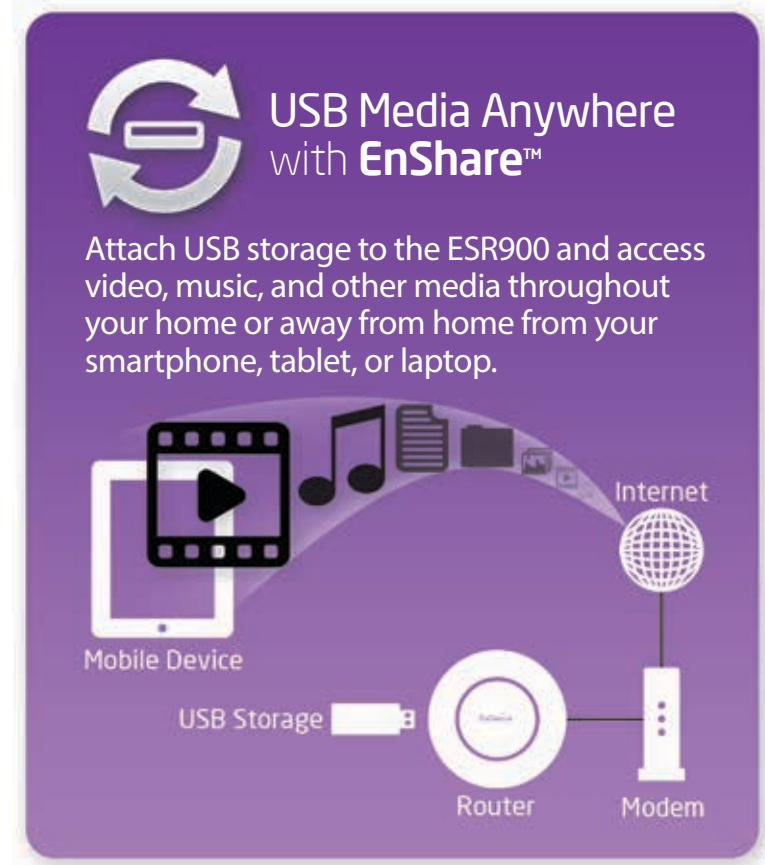 USB Media Anywhere
with EnShare™
Attach USB storage to the ESR900 and access
video, music, and other media throughout
your home or away from home from your
smartphone, tablet, or laptop.
Internet
Mobile Device
USB Storage
Router
Modem